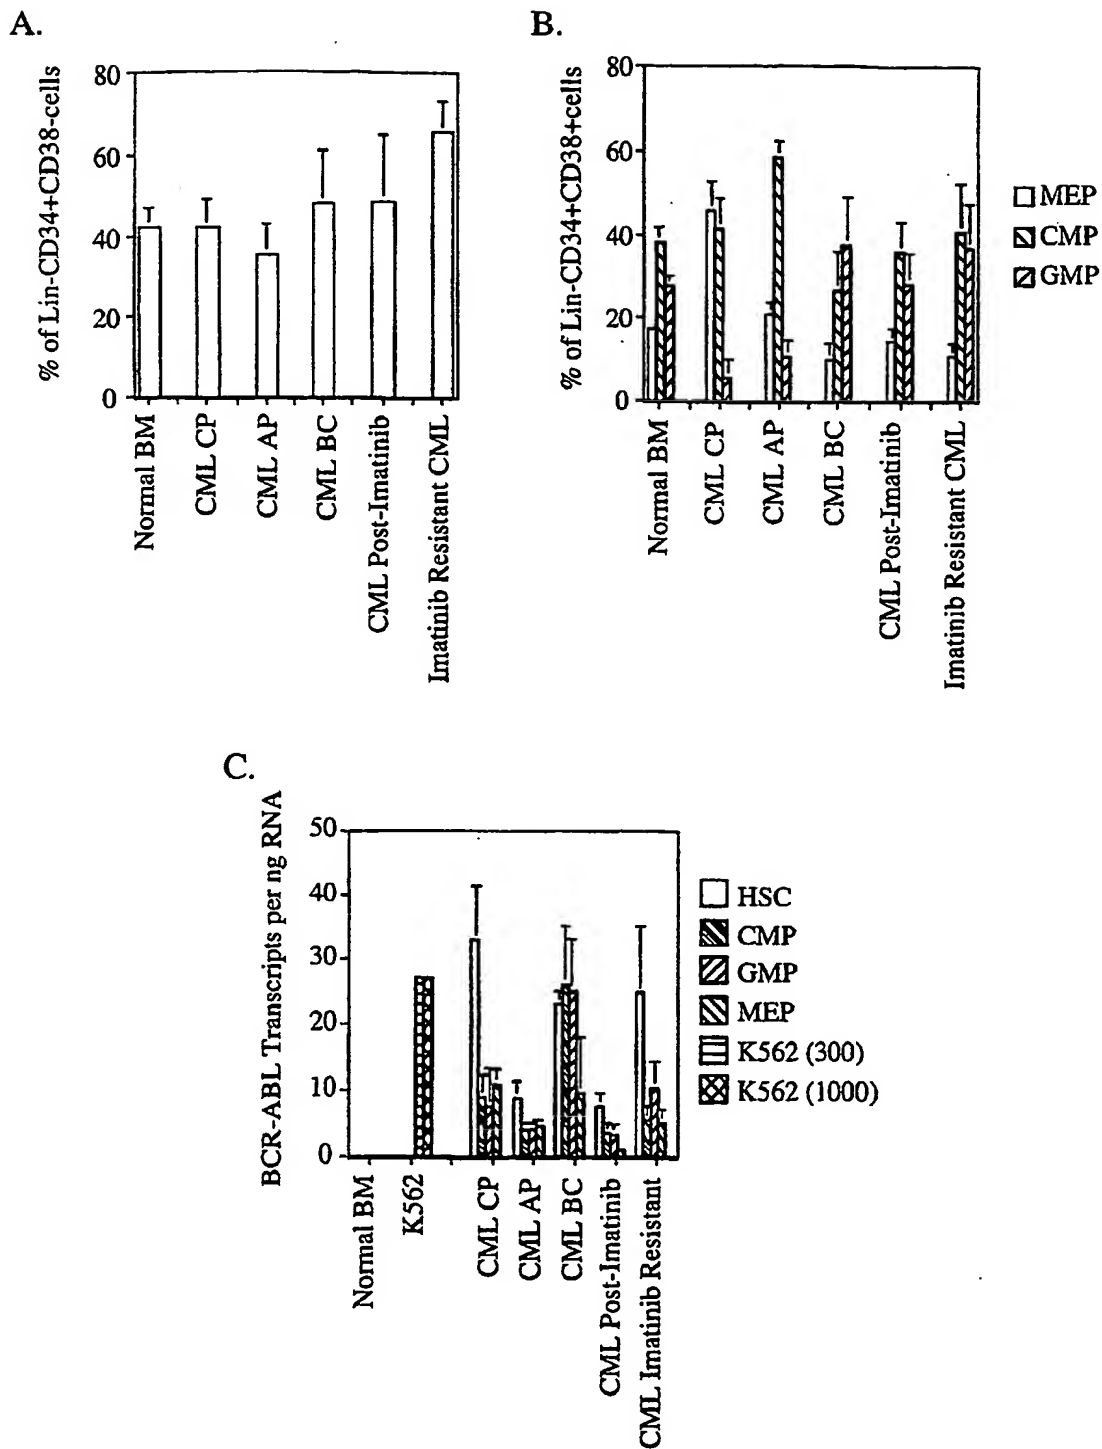 A.
% of Lin-CD34+CD38-cells
80
60
40
20
0
Normal BM
CML CP
CML AP
CML BC
CML Post-Imatinib
Imatinib Resistant CML
B.
% of Lin-CD34+CD38+cells
80
60
40
20
0
Normal BM
CML CP
CML AP
CML BC
CML Post-Imatinib
Imatinib Resistant CML
MEP
CMP
GMP
C.
BCR-ABL Transcripts per ng RNA
50
40
30
20
10
0
Normal BM
K562
CML CP
CML AP
CML BC
CML Post-Imatinib
CML Imatinib Resistant
HSC
CMP
GMP
MEP
K562 (300)
K562 (1000)